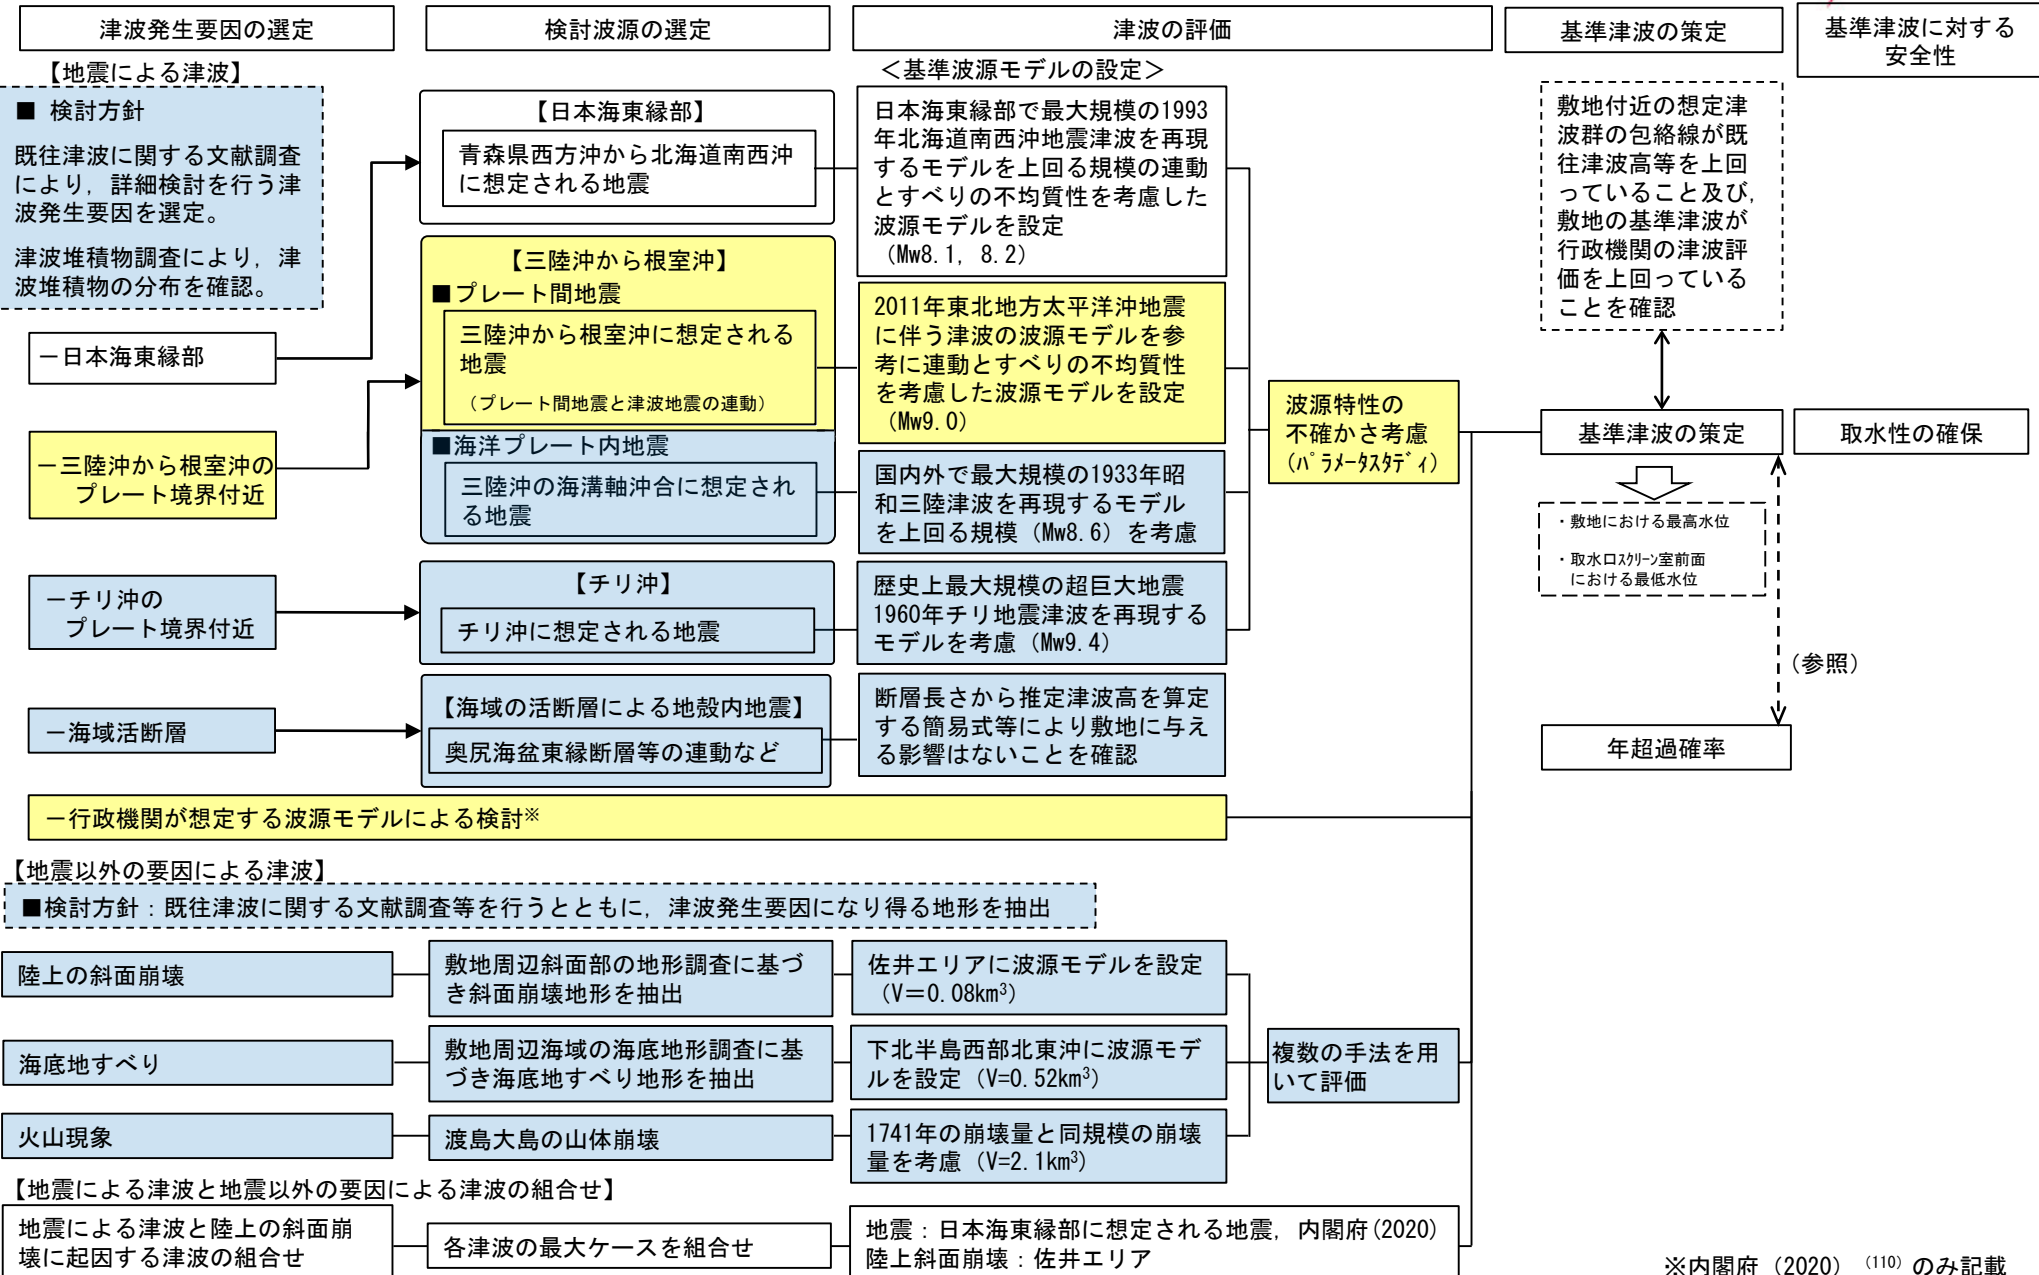 津波発生要因の選定
検討波源の選定
津波の評価
基準津波の策定
基準津波に対する
安全性
【地震による津波】
■ 検討方針
既往津波に関する文献調査
により，詳細検討を行う津
波発生要因を選定。
津波堆積物調査により，津
波堆積物の分布を確認。
－日本海東縁部
－三陸沖から根室沖の
プレート境界付近
－チリ沖の
プレート境界付近
－海域活断層
【日本海東縁部】
青森県西方沖から北海道南西沖
に想定される地震
【三陸沖から根室沖】
■プレート間地震
三陸沖から根室沖に想定される
地震
（プレート間地震と津波地震の連動）
■海洋プレート内地震
三陸沖の海溝軸沖合に想定され
る地震
【チリ沖】
チリ沖に想定される地震
【海域の活断層による地殻内地震】
奥尻海盆東縁断層等の連動など
＜基準波源モデルの設定＞
日本海東縁部で最大規模の1993
年北海道南西沖地震津波を再現
するモデルを上回る規模の連動
とすべりの不均質性を考慮した
波源モデルを設定
（Mw8.1，8.2）
2011年東北地方太平洋沖地震
に伴う津波の波源モデルを参
考に連動とすべりの不均質性
を考慮した波源モデルを設定
（Mw9.0）
国内外で最大規模の1933年昭
和三陸津波を再現するモデル
を上回る規模（Mw8.6）を考慮
歴史上最大規模の超巨大地震
1960年チリ地震津波を再現する
モデルを考慮（Mw9.4）
断層長さから推定津波高を算定
する簡易式等により敷地に与え
る影響はないことを確認
波源特性の
不確かさ考慮
（ﾊﾟﾗﾒｰﾀｽﾀﾃﾞｨ）
敷地付近の想定津
波群の包絡線が既
往津波高等を上回
っていること及び，
敷地の基準津波が
行政機関の津波評
価を上回っている
ことを確認
基準津波の策定
取水性の確保
・敷地における最高水位
・取水口ｽｸﾘｰﾝ室前面
における最低水位
（参照）
年超過確率
－行政機関が想定する波源モデルによる検討※
【地震以外の要因による津波】
■検討方針：既往津波に関する文献調査等を行うとともに，津波発生要因になり得る地形を抽出
陸上の斜面崩壊
敷地周辺斜面部の地形調査に基づ
き斜面崩壊地形を抽出
佐井エリアに波源モデルを設定
（V＝0.08km³）
海底地すべり
敷地周辺海域の海底地形調査に基
づき海底地すべり地形を抽出
下北半島西部北東沖に波源モデ
ルを設定（V=0.52km³）
火山現象
渡島大島の山体崩壊
1741年の崩壊量と同規模の崩壊
量を考慮（V=2.1km³）
複数の手法を用
いて評価
【地震による津波と地震以外の要因による津波の組合せ】
地震による津波と陸上の斜面崩
壊に起因する津波の組合せ
各津波の最大ケースを組合せ
地震：日本海東縁部に想定される地震，内閣府(2020)
陸上斜面崩壊：佐井エリア
※内閣府（2020）⁽¹¹⁰⁾のみ記載